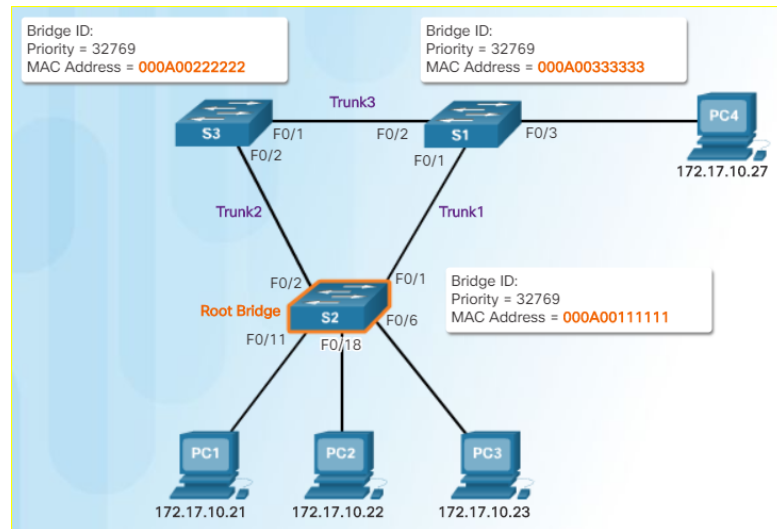 Bridge ID:
Priority = 32769
MAC Address = 000A00222222
Bridge ID:
Priority = 32769
MAC Address = 000A00333333
Trunk3
S3
F0/1
F0/2
S1
F0/3
PC4
F0/2
F0/1
172.17.10.27
Trunk2
Trunk1
F0/2
F0/1
Bridge ID:
Priority = 32769
MAC Address = 000A00111111
Root Bridge
S2
F0/6
F0/11
F0/18
PC1
PC2
PC3
172.17.10.21
172.17.10.22
172.17.10.23